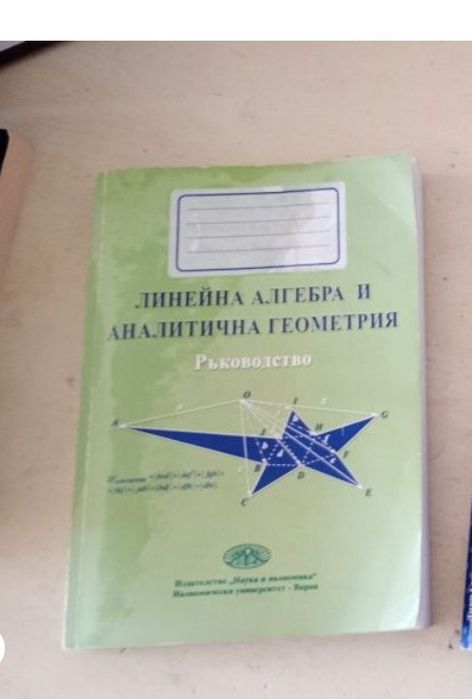 ЛИНЕЙНА АЛГЕБРА И
АНАЛИТИЧНА ГЕОМЕТРИЯ
Ръководство
O
I
G
A
J
H
B
F
D
C
E
Издателство „Наука и икономика“
Икономически университет - Варна